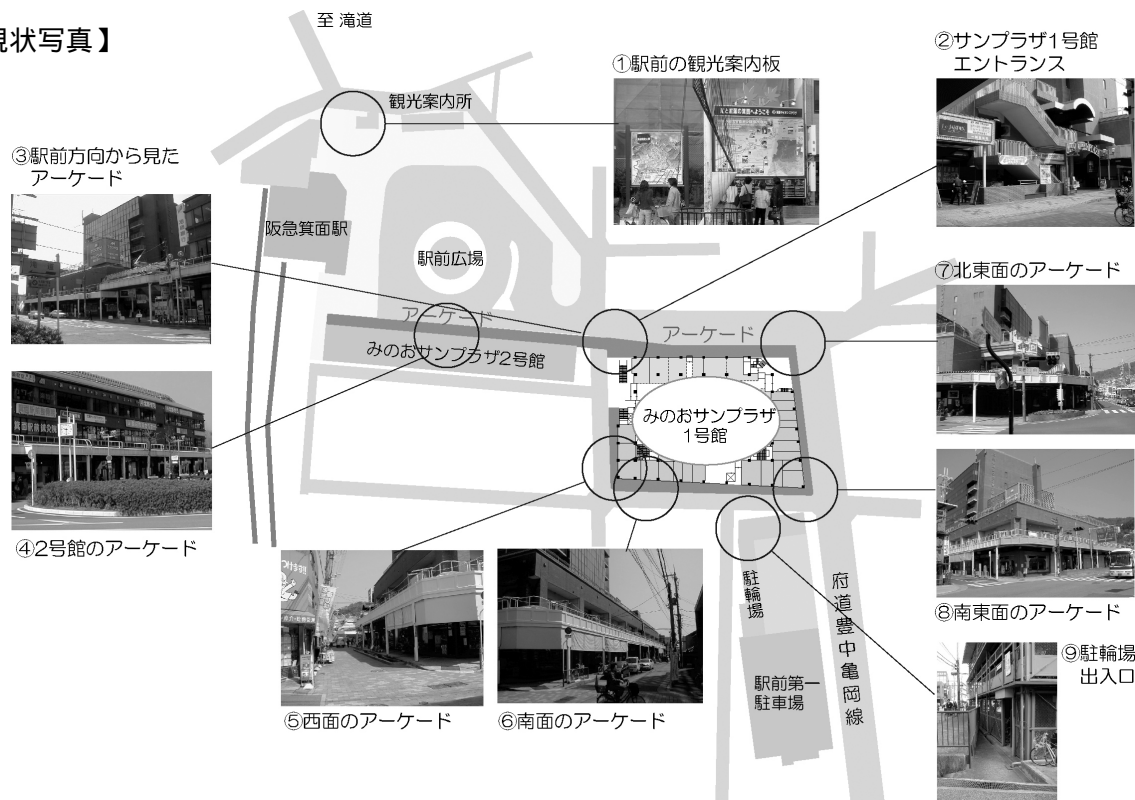 現状写真】
至 滝道
②サンプラザ1号館
エントランス
①駅前の観光案内板
観光案内所
③駅前方向から見た
アーケード
阪急箕面駅
駅前広場
⑦北東面のアーケード
アーケード
アーケード
みのおサンプラザ2号館
みのおサンプラザ
1号館
④2号館のアーケード
駐輪場
府道豊中亀岡線
⑧南東面のアーケード
⑨駐輪場
出入口
駅前第一
駐車場
⑤西面のアーケード
⑥南面のアーケード